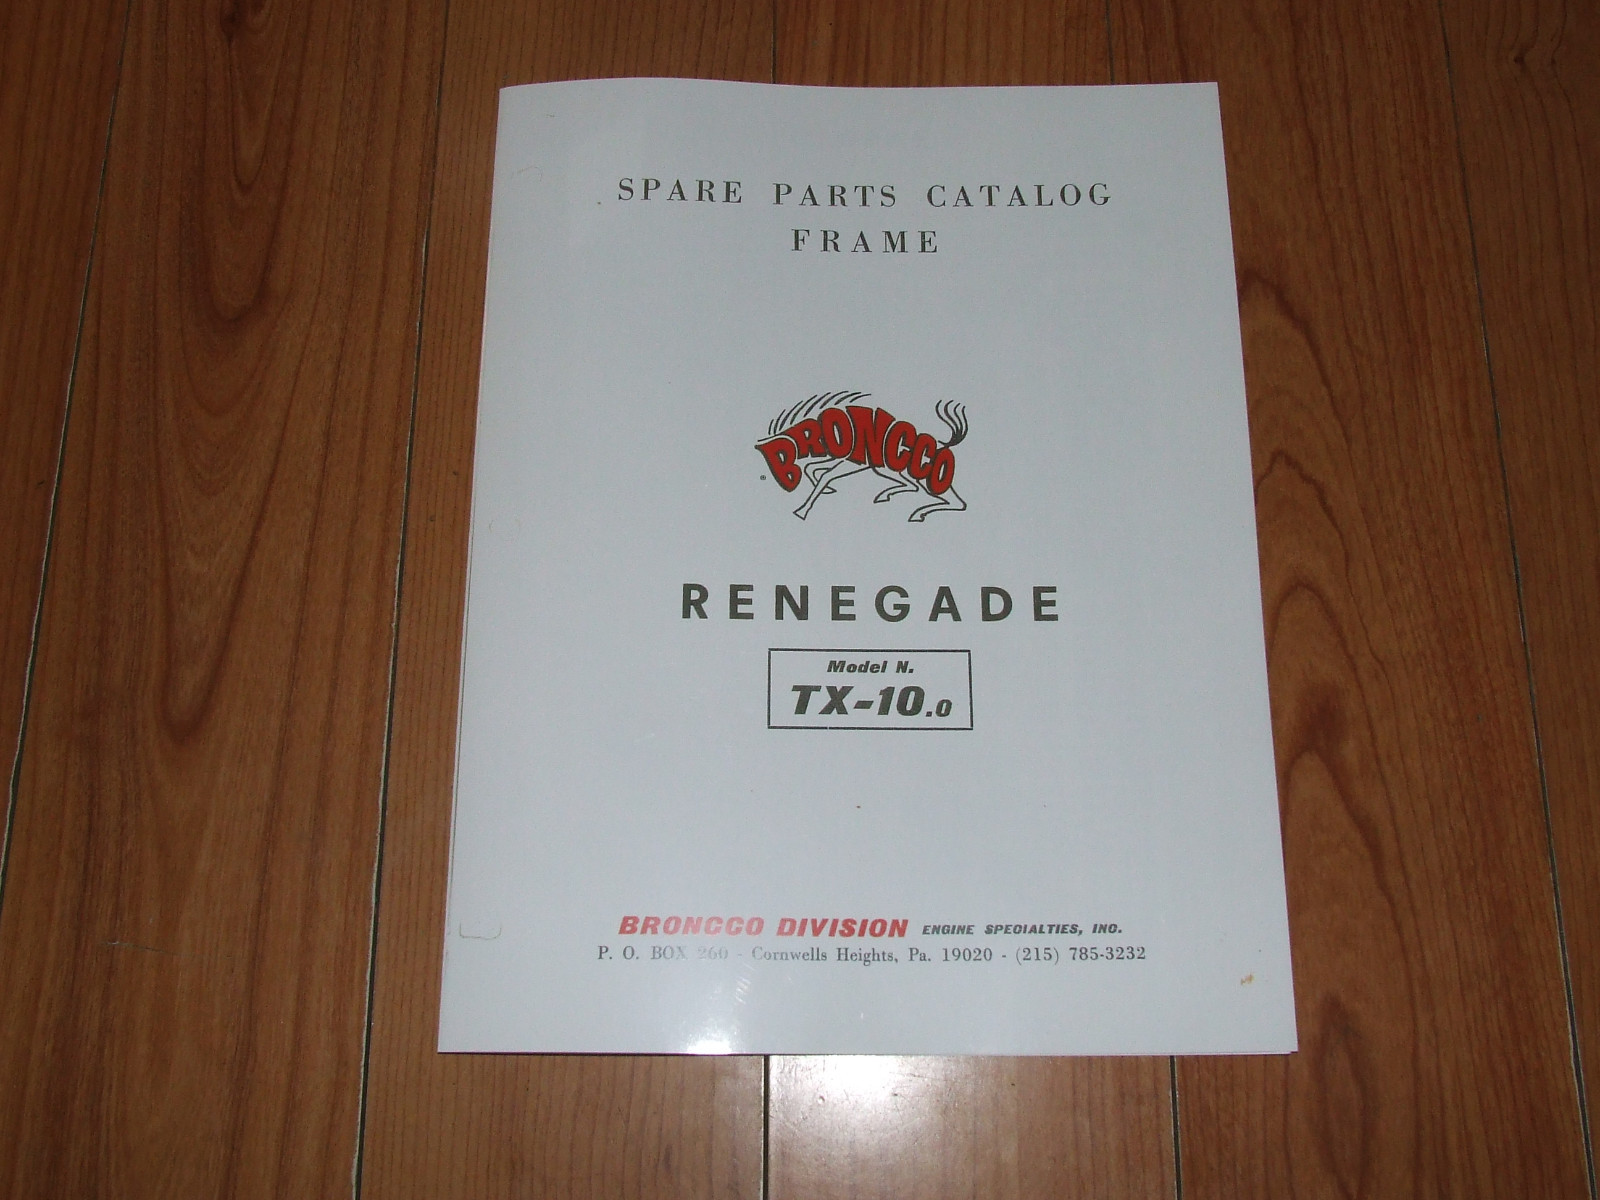 SPARE PARTS CATALOG
FRAME
BRONCCO
®
RENEGADE
Model N.
TX-10.0
BRONCCO DIVISION ENGINE SPECIALTIES, INC.
P. O. BOX 260 - Cornwells Heights, Pa. 19020 - (215) 785-3232